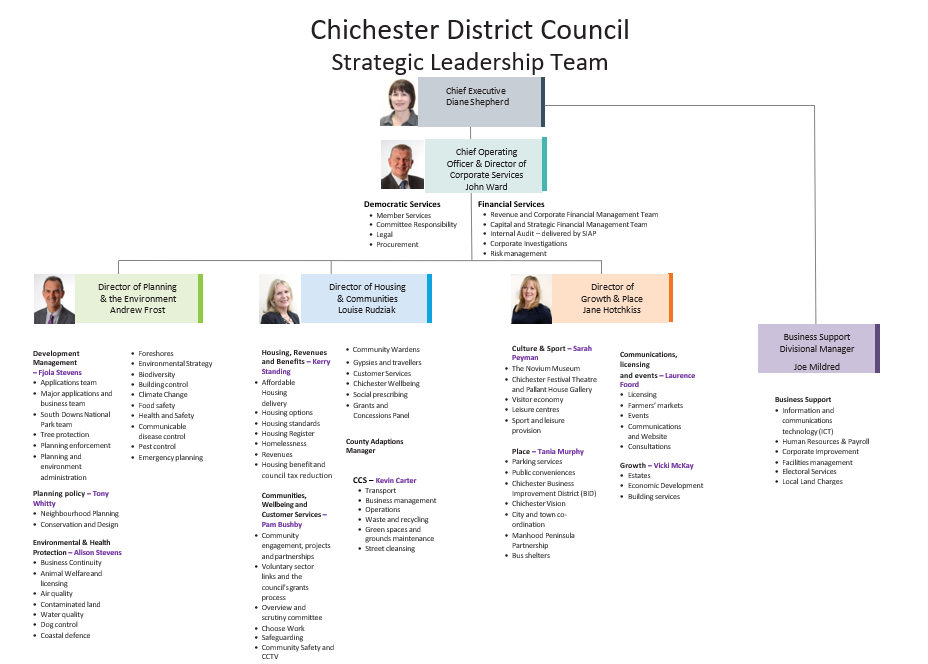 Chichester District Council
Strategic Leadership Team
Chief Executive
Diane Shepherd
Chief Operating
Officer & Director of
Corporate Services
John Ward
Democratic Services
• Member Services
• Committee Responsibility
• Legal
• Procurement
Financial Services
• Revenue and Corporate Financial Management Team
• Capital and Strategic Financial Management Team
• Internal Audit – delivered by SIAP
• Corporate Investigations
• Risk management
Director of Planning
& the Environment
Andrew Frost
Director of Housing
& Communities
Louise Rudziak
Director of
Growth & Place
Jane Hotchkiss
Business Support
Divisional Manager
Joe Mildred
Development
Management
– Fjola Stevens
• Applications team
• Major applications and
business team
• South Downs National
Park team
• Tree protection
• Planning enforcement
• Planning and
environment
administration
Planning policy – Tony
Whitty
• Neighbourhood Planning
• Conservation and Design
Environmental & Health
Protection – Alison Stevens
• Business Continuity
• Animal Welfare and
licensing
• Air quality
• Contaminated land
• Water quality
• Dog control
• Coastal defence
• Foreshores
• Environmental Strategy
• Biodiversity
• Building control
• Climate Change
• Food safety
• Health and Safety
• Communicable
disease control
• Pest control
• Emergency planning
Housing, Revenues
and Benefits – Kerry
Standing
• Affordable
Housing
delivery
• Housing options
• Housing standards
• Housing Register
• Homelessness
• Revenues
• Housing benefit and
council tax reduction
Communities,
Wellbeing and
Customer Services –
Pam Bushby
• Community
engagement, projects
and partnerships
• Voluntary sector
links and the
council's grants
process
• Overview and
scrutiny committee
• Choose Work
• Safeguarding
• Community Safety and
CCTV
• Community Wardens
• Gypsies and travellers
• Customer Services
• Chichester Wellbeing
• Social prescribing
• Grants and
Concessions Panel
County Adaptions
Manager
CCS – Kevin Carter
• Transport
• Business management
• Operations
• Waste and recycling
• Green spaces and
grounds maintenance
• Street cleansing
Culture & Sport – Sarah
Peyman
• The Novium Museum
• Chichester Festival Theatre
and Pallant House Gallery
• Visitor economy
• Leisure centres
• Sport and leisure
provision
Place – Tania Murphy
• Parking services
• Public conveniences
• Chichester Business
Improvement District (BID)
• Chichester Vision
• City and town co-
ordination
• Manhood Peninsula
Partnership
• Bus shelters
Communications,
licensing
and events – Laurence
Foord
• Licensing
• Farmers' markets
• Events
• Communications
and Website
• Consultations
Growth – Vicki McKay
• Estates
• Economic Development
• Building services
Business Support
• Information and
communications
technology (ICT)
• Human Resources & Payroll
• Corporate Improvement
• Facilities management
• Electoral Services
• Local Land Charges